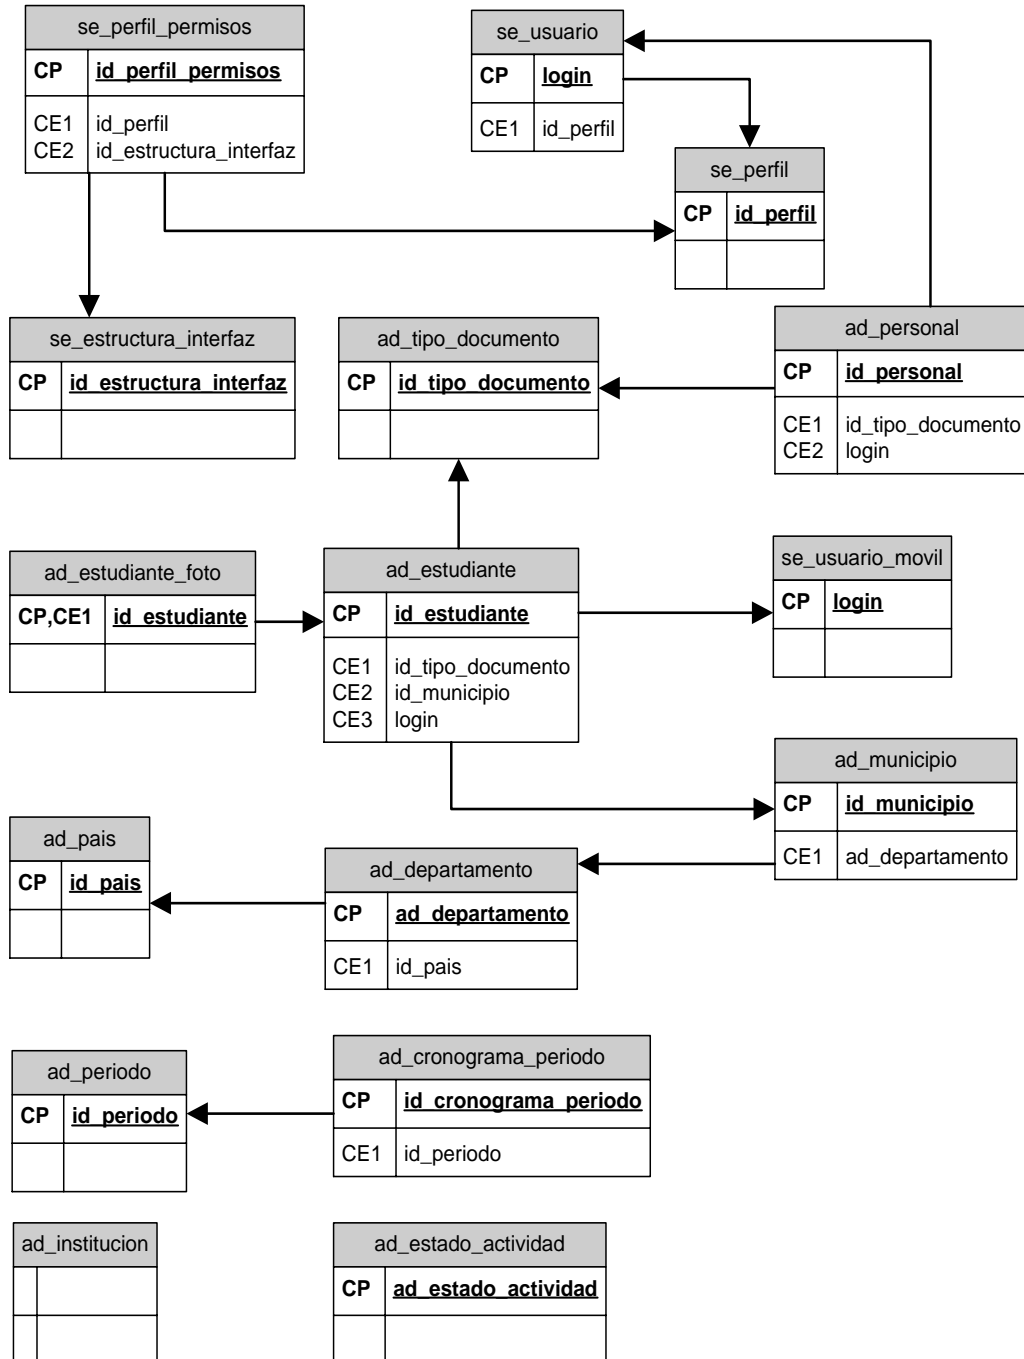 se_perfil_permisos
CP id_perfil_permisos
CE1 id_perfil
CE2 id_estructura_interfaz
se_usuario
CP login
CE1 id_perfil
se_perfil
CP id_perfil
se_estructura_interfaz
CP id_estructura_interfaz
ad_tipo_documento
CP id_tipo_documento
ad_personal
CP id_personal
CE1 id_tipo_documento
CE2 login
ad_estudiante_foto
CP,CE1 id_estudiante
ad_estudiante
CP id_estudiante
CE1 id_tipo_documento
CE2 id_municipio
CE3 login
se_usuario_movil
CP login
ad_municipio
CP id_municipio
CE1 ad_departamento
ad_pais
CP id_pais
ad_departamento
CP ad_departamento
CE1 id_pais
ad_periodo
CP id_periodo
ad_cronograma_periodo
CP id_cronograma_periodo
CE1 id_periodo
ad_institucion
ad_estado_actividad
CP ad_estado_actividad